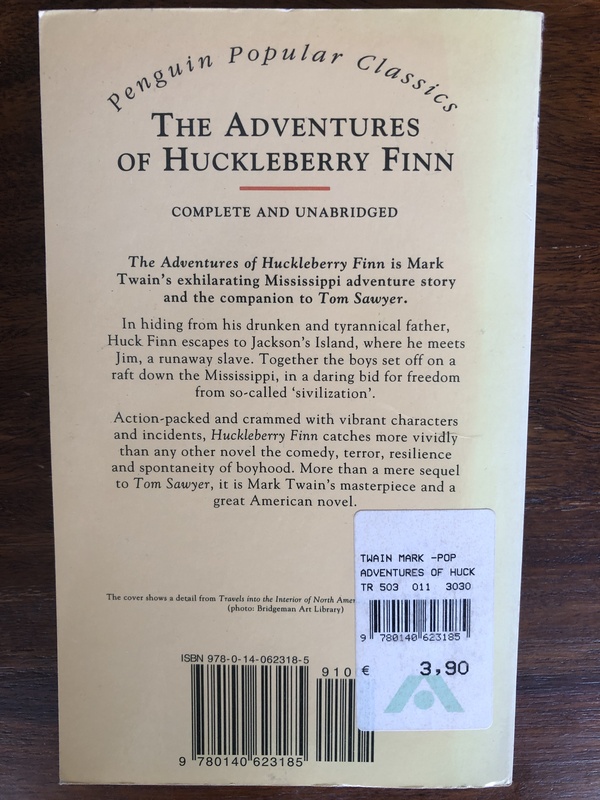 Penguin Popular Classics
THE ADVENTURES
OF HUCKLEBERRY FINN
COMPLETE AND UNABRIDGED
The Adventures of Huckleberry Finn is Mark
Twain's exhilarating Mississippi adventure story
and the companion to Tom Sawyer.
In hiding from his drunken and tyrannical father,
Huck Finn escapes to Jackson's Island, where he meets
Jim, a runaway slave. Together the boys set off on a
raft down the Mississippi, in a daring bid for freedom
from so-called 'sivilization'.
Action-packed and crammed with vibrant characters
and incidents, Huckleberry Finn catches more vividly
than any other novel the comedy, terror, resilience
and spontaneity of boyhood. More than a mere sequel
to Tom Sawyer, it is Mark Twain's masterpiece and a
great American novel.
The cover shows a detail from Travels into the Interior of North
(photo: Bridgeman Art Library)
TWAIN MARK -POP
ADVENTURES OF HUCK
TR 503 011 3030
9 780140 623185
€ 3,90
ISBN 978-0-14-062318-5
910
9 780140 623185